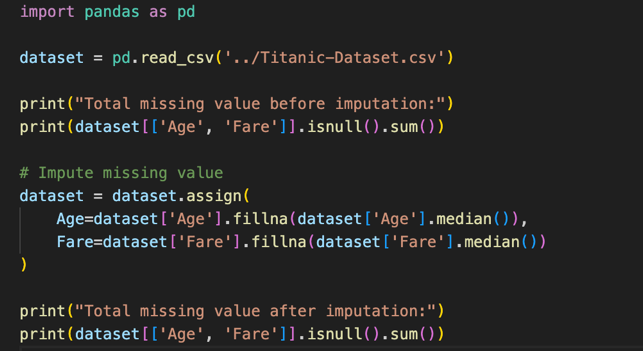 import pandas as pd
dataset = pd.read_csv('../Titanic-Dataset.csv')
print("Total missing value before imputation:")
print(dataset[['Age', 'Fare']].isnull().sum())
# Impute missing value
dataset = dataset.assign(
    Age=dataset['Age'].fillna(dataset['Age'].median()),
    Fare=dataset['Fare'].fillna(dataset['Fare'].median())
)
print("Total missing value after imputation:")
print(dataset[['Age', 'Fare']].isnull().sum())